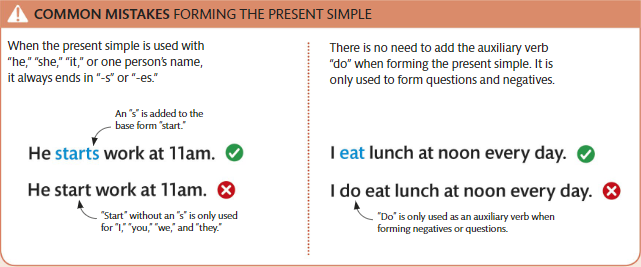 COMMON MISTAKES FORMING THE PRESENT SIMPLE
When the present simple is used with
“he,” “she,” “it,” or one person’s name,
it always ends in “-s” or “-es.”
An “s” is added to the
base form “start.”
He starts work at 11am.
He start work at 11am.
“Start” without an “s” is only used
for “I,” “you,” “we,” and “they.”
There is no need to add the auxiliary verb
“do” when forming the present simple. It is
only used to form questions and negatives.
I eat lunch at noon every day.
I do eat lunch at noon every day.
“Do” is only used as an auxiliary verb when
forming negatives or questions.